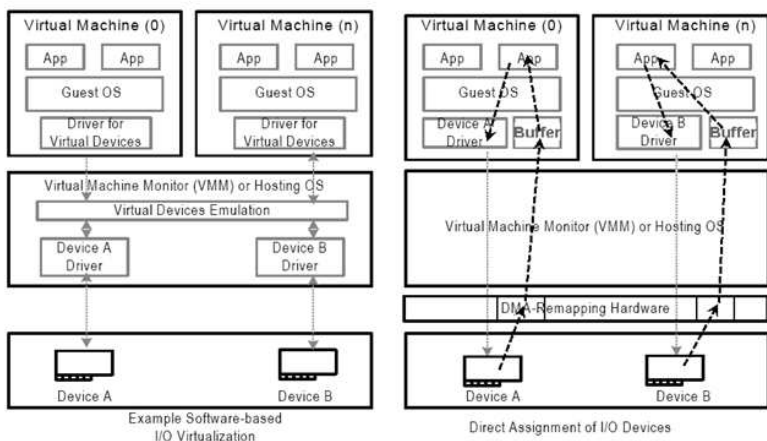 Virtual Machine (0)
App
App
Guest OS
Driver for
Virtual Devices
Virtual Machine (n)
App
App
Guest OS
Driver for
Virtual Devices
Virtual Machine Monitor (VMM) or Hosting OS
Virtual Devices Emulation
Device A
Driver
Device B
Driver
Device A
Device B
Example Software-based
I/O Virtualization
Virtual Machine (0)
App
App
Guest OS
Device A
Driver
Buffer
Virtual Machine (n)
App
App
Guest OS
Device B
Driver
Buffer
Virtual Machine Monitor (VMM) or Hosting OS
DMA-Remapping Hardware
Device A
Device B
Direct Assignment of I/O Devices